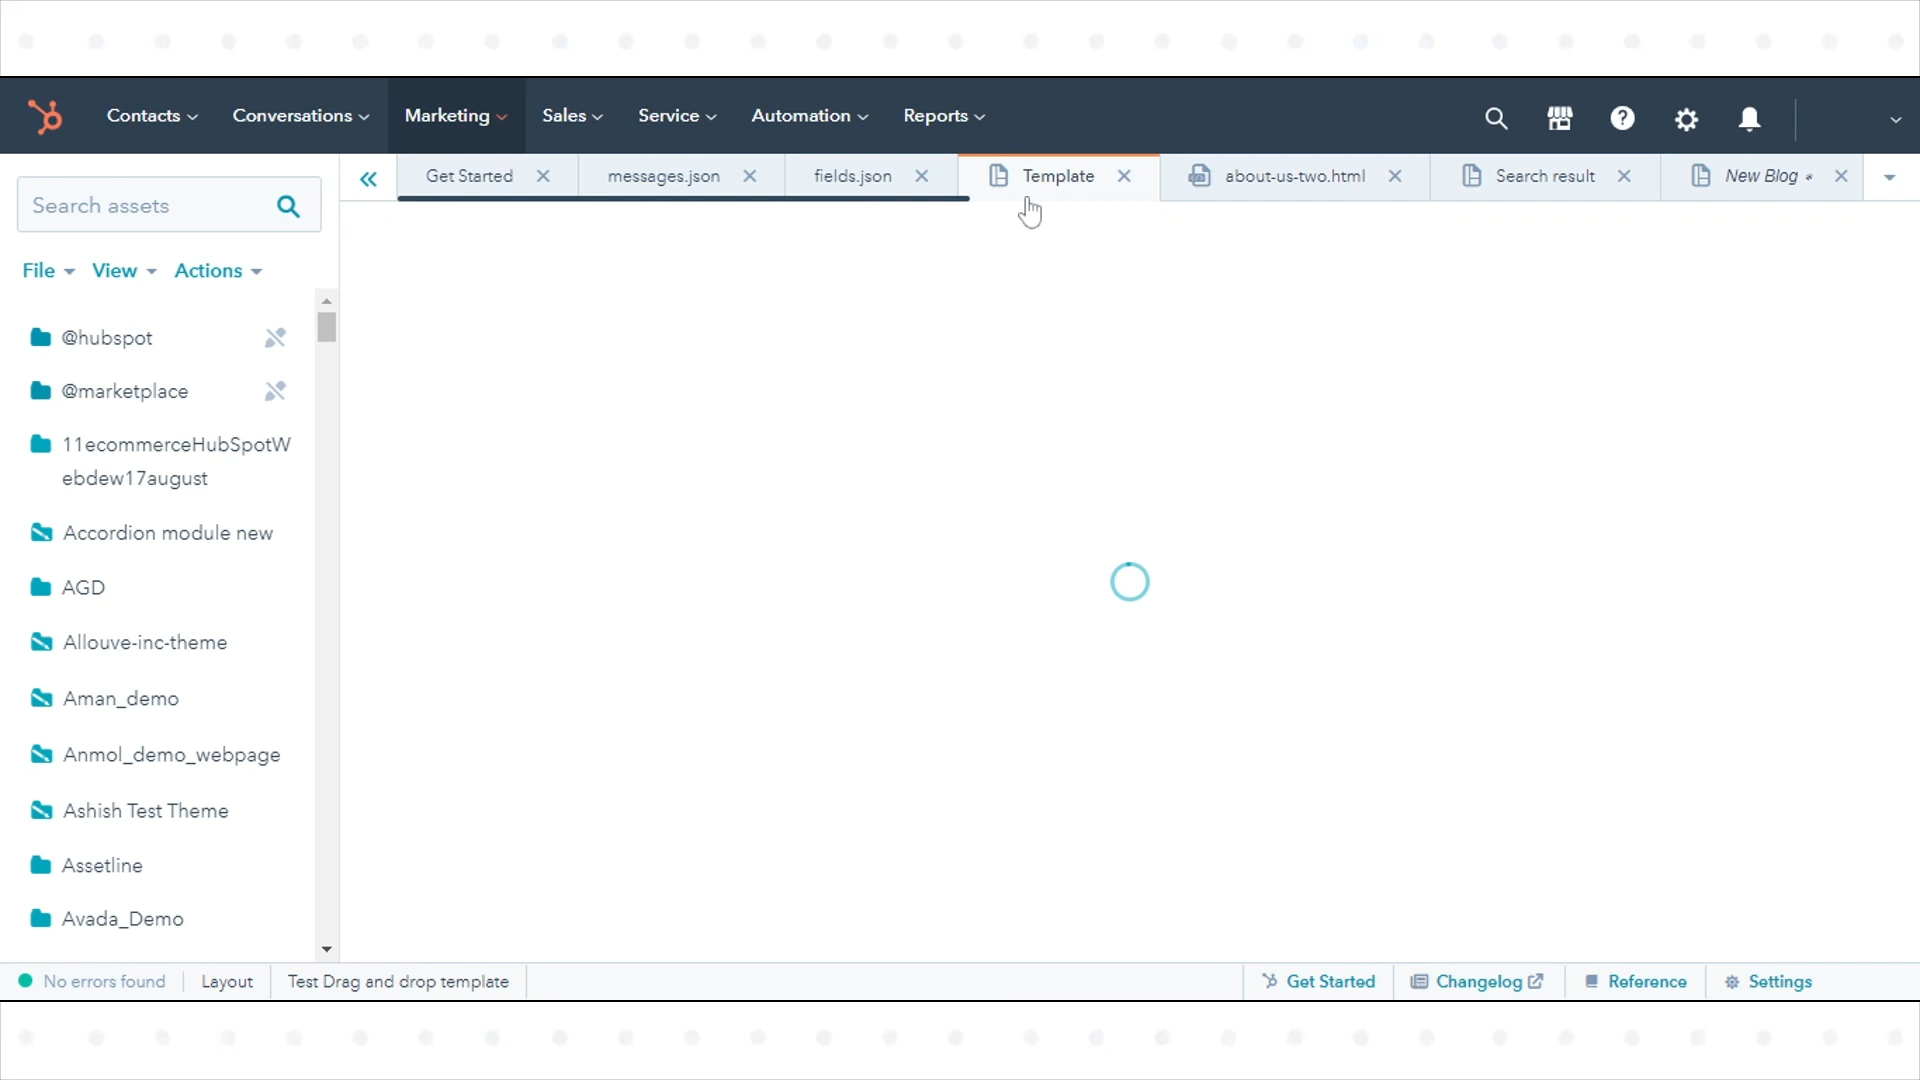 Contacts Conversations Marketing Sales Service Automation Reports
Get Started messages.json fields.json Template about-us-two.html Search result New Blog *
Search assets
File View Actions
@hubspot
@marketplace
11ecommerceHubSpotW
ebdew17august
Accordion module new
AGD
Allouve-inc-theme
Aman_demo
Anmol_demo_webpage
Ashish Test Theme
Assetline
Avada_Demo
No errors found Layout Test Drag and drop template Get Started Changelog Reference Settings